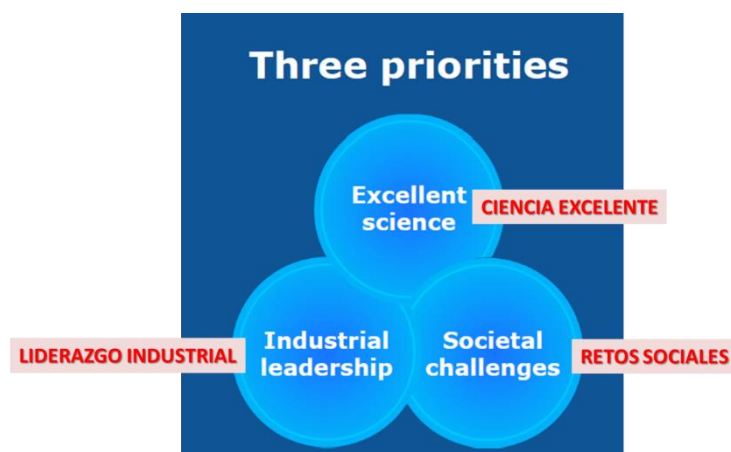 Three priorities
Excellent
science
CIENCIA EXCELENTE
Industrial
leadership
LIDERAZGO INDUSTRIAL
Societal
challenges
RETOS SOCIALES